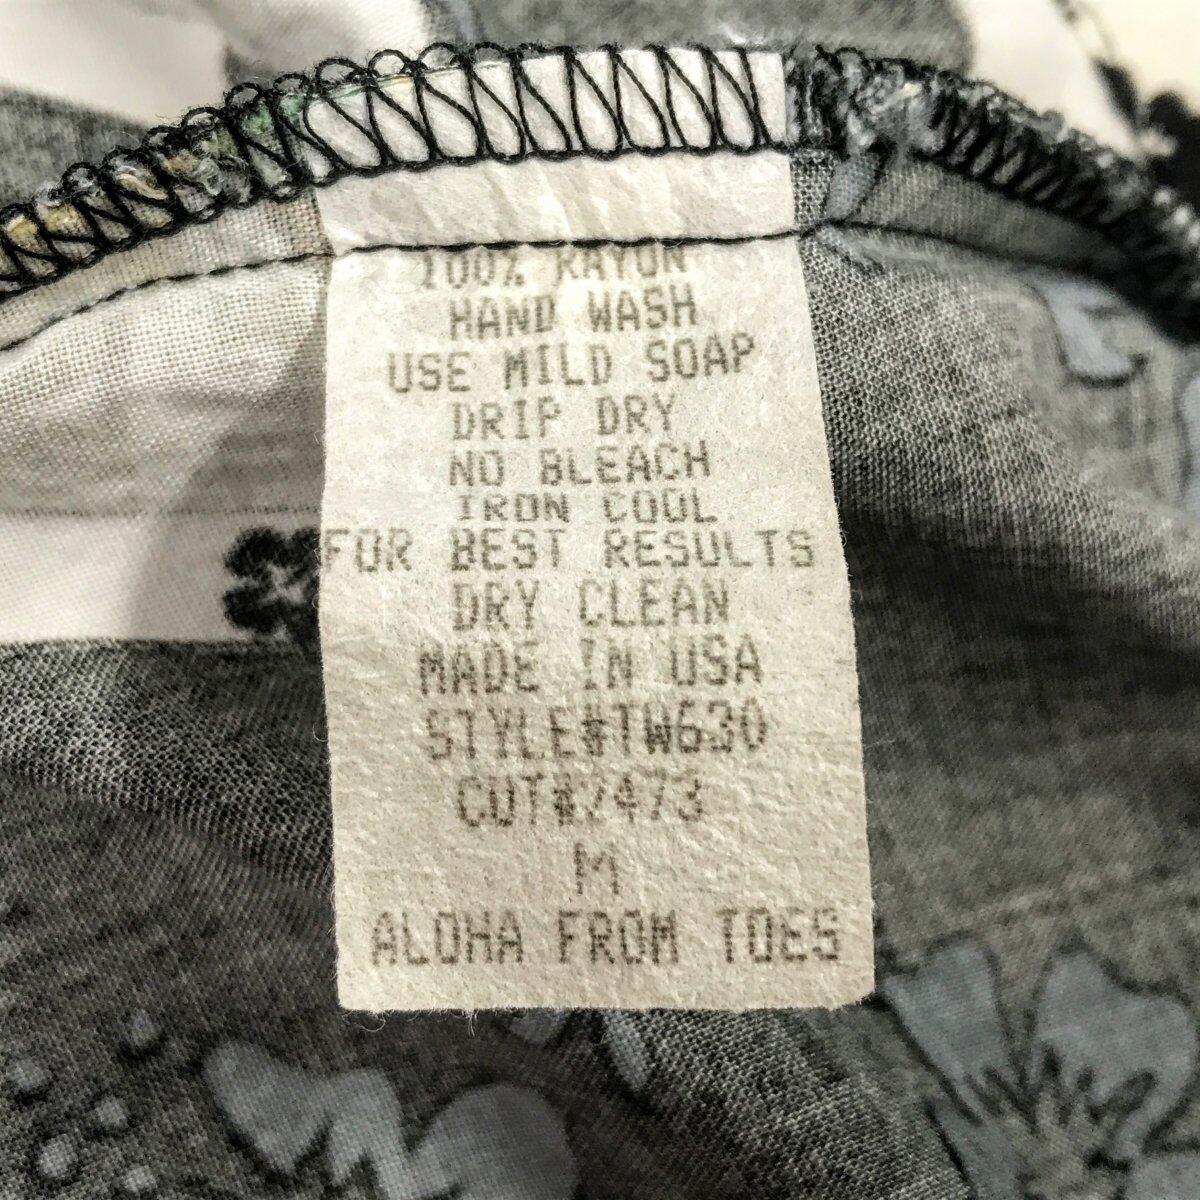 100% RAYON
HAND WASH
USE MILD SOAP
DRIP DRY
NO BLEACH
IRON COOL
FOR BEST RESULTS
DRY CLEAN
MADE IN USA
STYLE#TW630
CUT#2473
M
ALOHA FROM TOES